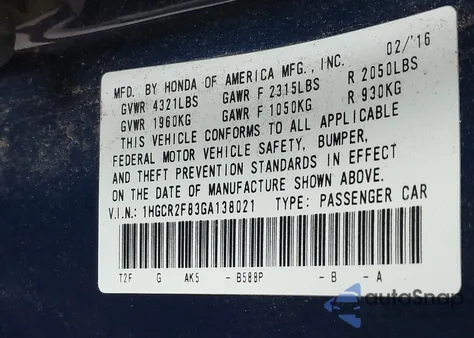 MFD. BY HONDA OF AMERICA MFG., INC. 02/'16
GVWR 4321LBS GAWR F 2315LBS R 2050LBS
GVWR 1960KG GAWR F 1050KG R 930KG
THIS VEHICLE CONFORMS TO ALL APPLICABLE
FEDERAL MOTOR VEHICLE SAFETY, BUMPER,
AND THEFT PREVENTION STANDARDS IN EFFECT
ON THE DATE OF MANUFACTURE SHOWN ABOVE.
V.I.N.: 1HGCR2F83GA138021 TYPE: PASSENGER CAR
T2F G AK5 - B588P - B - A
autoSnap